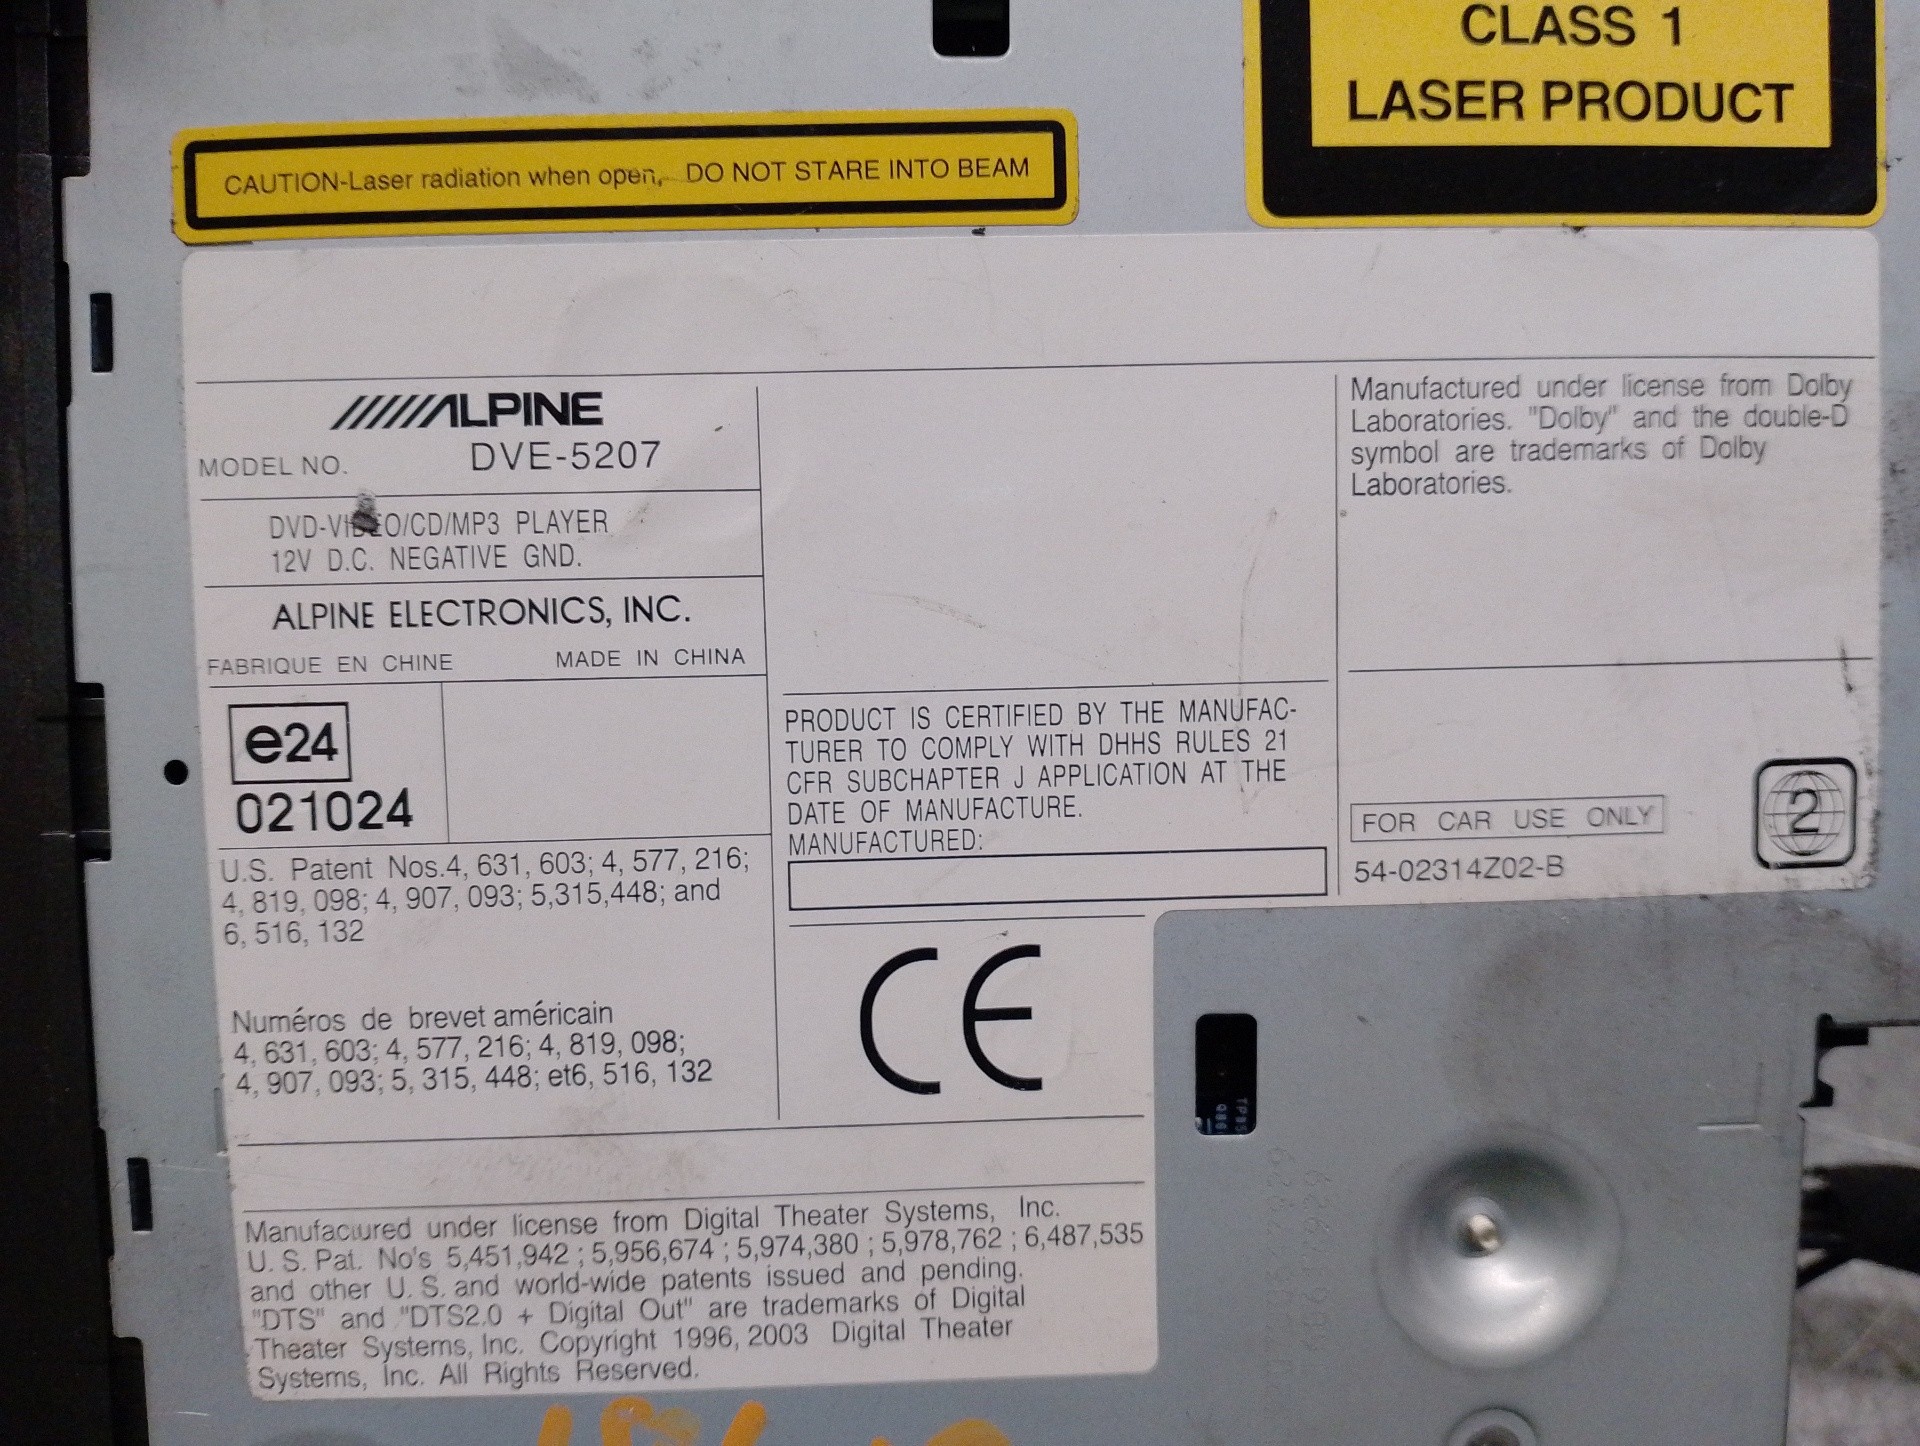 CLASS 1
LASER PRODUCT
CAUTION-Laser radiation when open, DO NOT STARE INTO BEAM
ALPINE
MODEL NO. DVE-5207
DVD-VIDEO/CD/MP3 PLAYER
12V D.C. NEGATIVE GND.
ALPINE ELECTRONICS, INC.
FABRIQUE EN CHINE MADE IN CHINA
e24
021024
U.S. Patent Nos.4, 631, 603; 4, 577, 216;
4, 819, 098; 4, 907, 093; 5,315,448; and
6, 516, 132
Numéros de brevet américain
4, 631, 603; 4, 577, 216; 4, 819, 098;
4, 907, 093; 5, 315, 448; et6, 516, 132
PRODUCT IS CERTIFIED BY THE MANUFAC-
TURER TO COMPLY WITH DHHS RULES 21
CFR SUBCHAPTER J APPLICATION AT THE
DATE OF MANUFACTURE.
MANUFACTURED:
CE
Manufactured under license from Dolby
Laboratories. "Dolby" and the double-D
symbol are trademarks of Dolby
Laboratories.
FOR CAR USE ONLY
54-02314Z02-B
2
Manufactured under license from Digital Theater Systems, Inc.
U. S. Pat. No's 5,451,942 ; 5,956,674 ; 5,974,380 ; 5,978,762 ; 6,487,535
and other U. S. and world-wide patents issued and pending.
"DTS" and "DTS2.0 + Digital Out" are trademarks of Digital
Theater Systems, Inc. Copyright 1996, 2003 Digital Theater
Systems, Inc. All Rights Reserved.